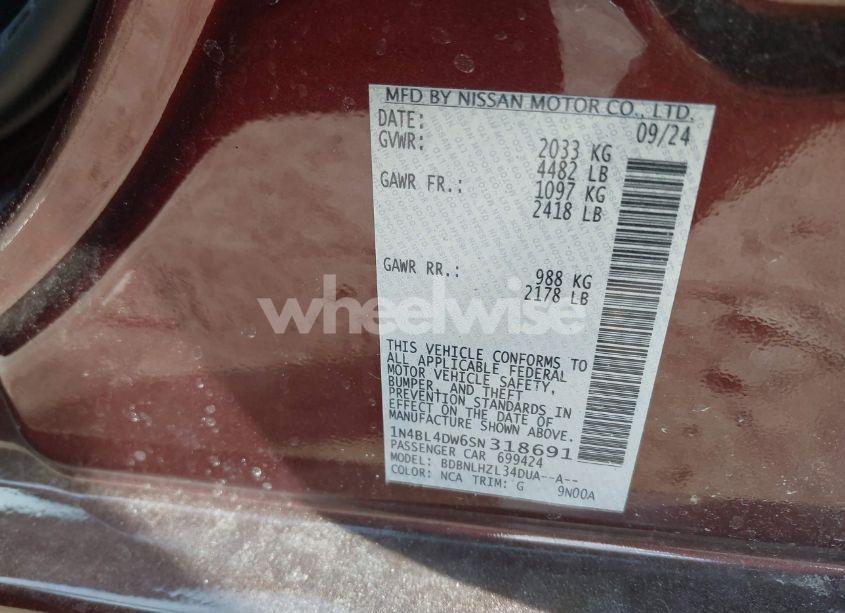 MFD BY NISSAN MOTOR CO., LTD.
DATE: 09/24
GVWR: 2033 KG
4482 LB
GAWR FR.: 1097 KG
2418 LB
GAWR RR.: 988 KG
2178 LB
wheelwise
THIS VEHICLE CONFORMS TO
ALL APPLICABLE FEDERAL
MOTOR VEHICLE SAFETY,
BUMPER, AND THEFT
PREVENTION STANDARDS IN
EFFECT ON THE DATE OF
MANUFACTURE SHOWN ABOVE.
1N4BL4DW6SN318691
PASSENGER CAR 699424
MODEL: BDBNLHZL34DUA--A--
COLOR: NCA TRIM: G 9N00A